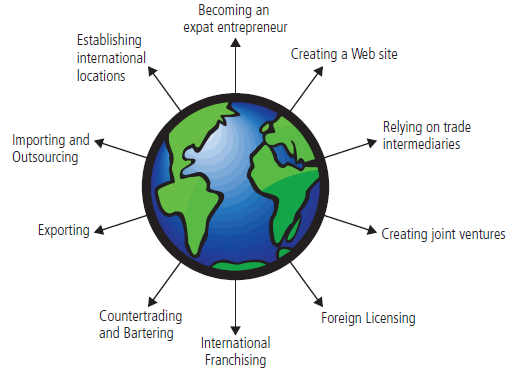 Becoming an
expat entrepreneur
Creating a Web site
Relying on trade
intermediaries
Creating joint ventures
Foreign Licensing
International
Franchising
Countertrading
and Bartering
Exporting
Importing and
Outsourcing
Establishing
international
locations